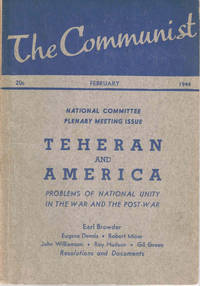 The Communist
20¢ FEBRUARY 1944
NATIONAL COMMITTEE
PLENARY MEETING ISSUE
TEHERAN
AND
AMERICA
PROBLEMS OF NATIONAL UNITY
IN THE WAR AND THE POST-WAR
Earl Browder
Eugene Dennis • Robert Minor
John Williamson • Roy Hudson • Gil Green
Resolutions and Documents